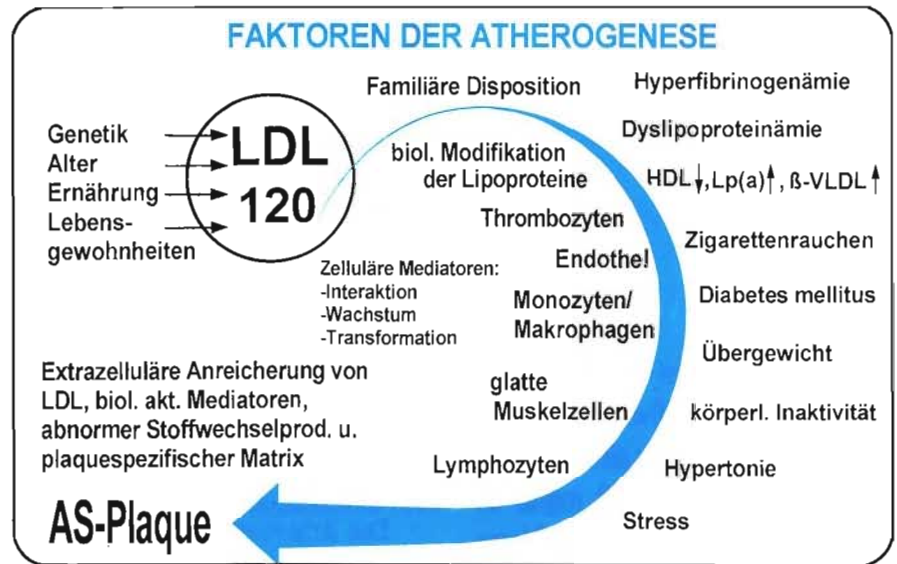 FAKTOREN DER ATHEROGENESE
Genetik
Alter
Ernährung
Lebens-
gewohnheiten
LDL
120
Familiäre Disposition
biol. Modifikation
der Lipoproteine
Thrombozyten
Endothel
Zelluläre Mediatoren:
-Interaktion
-Wachstum
-Transformation
Monozyten/
Makrophagen
glatte
Muskelzellen
Lymphozyten
Hyperfibrinogenämie
Dyslipoproteinämie
HDL↓,Lp(a)↑, ß-VLDL↑
Zigarettenrauchen
Diabetes mellitus
Übergewicht
körperl. Inaktivität
Hypertonie
Stress
Extrazelluläre Anreicherung von
LDL, biol. akt. Mediatoren,
abnormer Stoffwechselprod. u.
plaquespezifischer Matrix
AS-Plaque